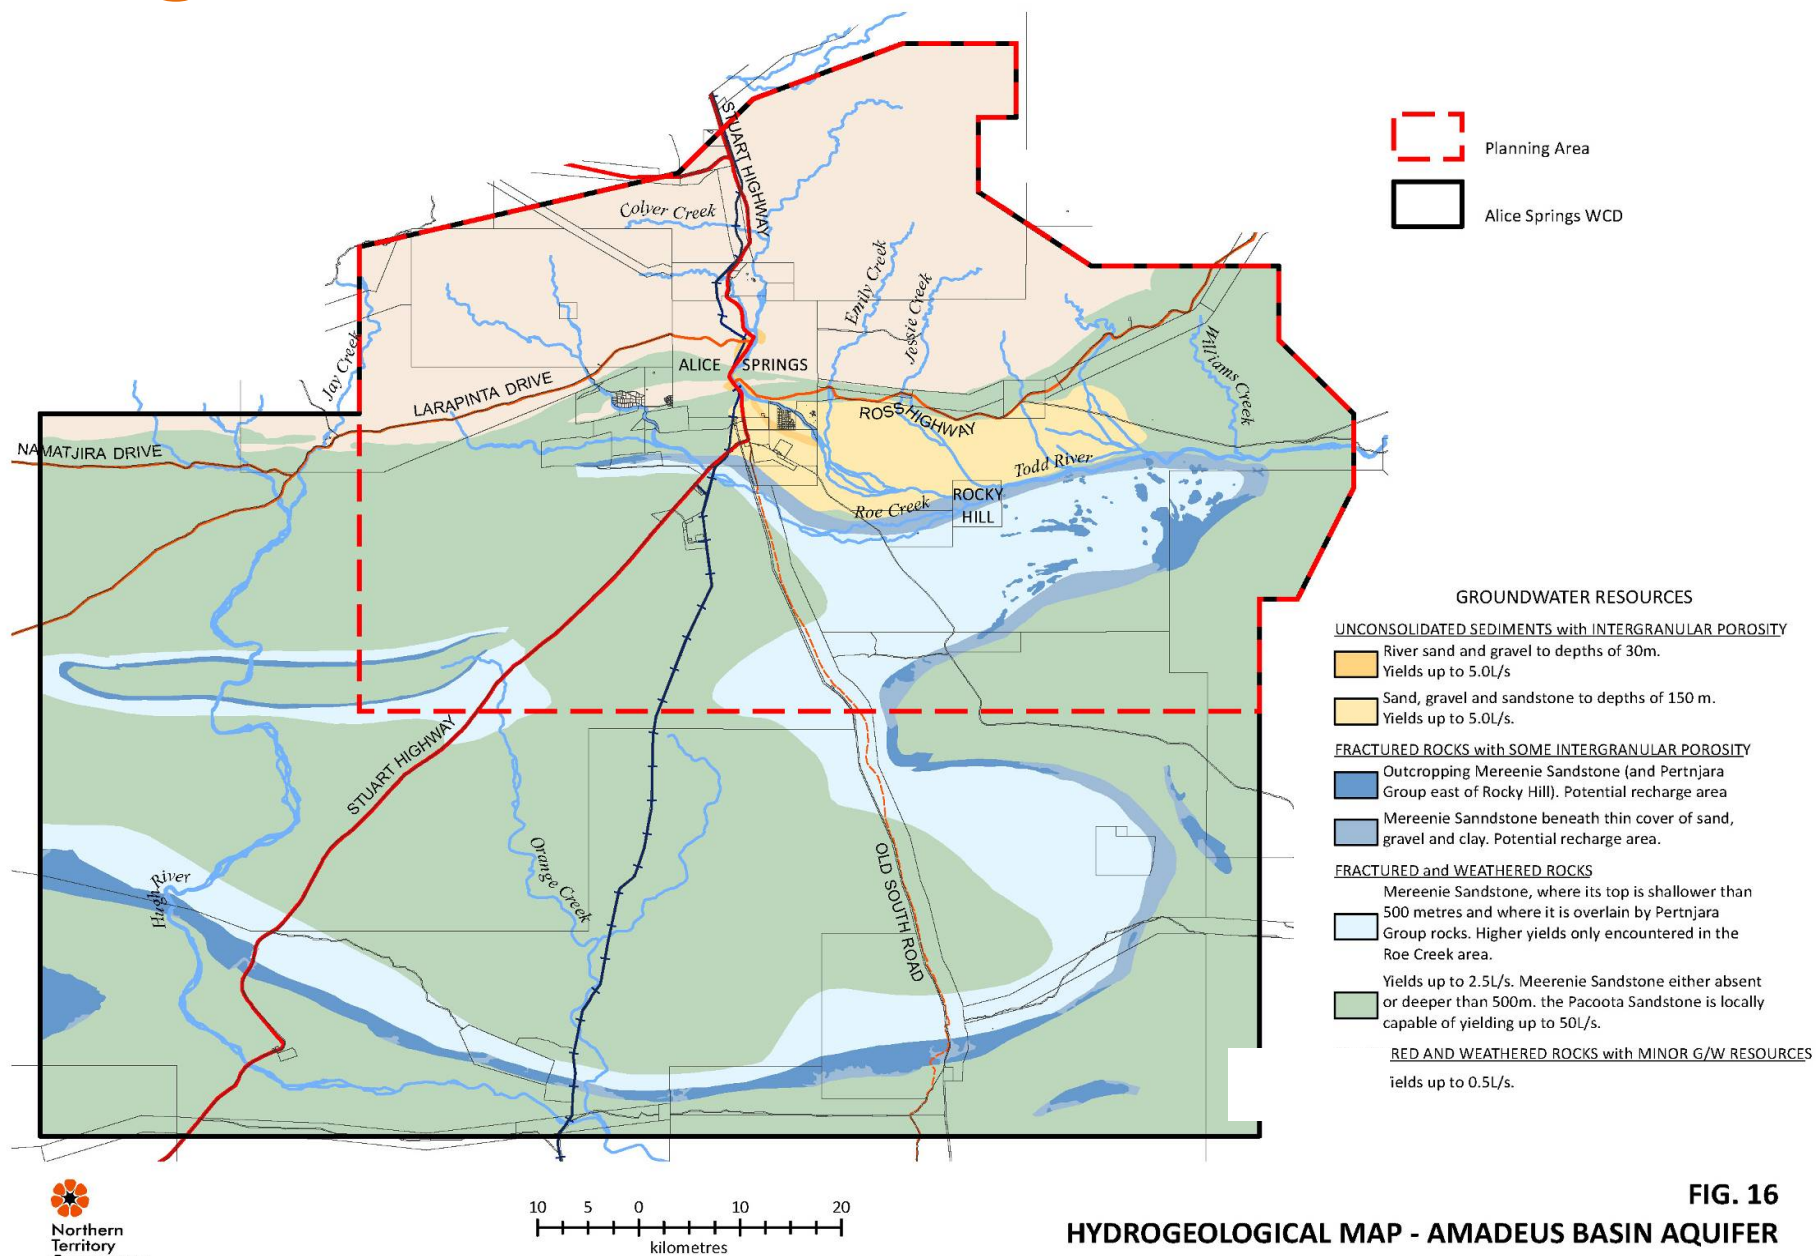 STUART HIGHWAY
Colyer Creek
Emily Creek
Jessie Creek
Williams Creek
Jay Creek
ALICE SPRINGS
LARAPINTA DRIVE
ROSS HIGHWAY
NAMATJIRA DRIVE
Todd River
Roe Creek
ROCKY
HILL
STUART HIGHWAY
Orange Creek
Hugh River
OLD SOUTH ROAD
Planning Area
Alice Springs WCD
GROUNDWATER RESOURCES
UNCONSOLIDATED SEDIMENTS with INTERGRANULAR POROSITY
River sand and gravel to depths of 30m.
Yields up to 5.0L/s
Sand, gravel and sandstone to depths of 150 m.
Yields up to 5.0L/s.
FRACTURED ROCKS with SOME INTERGRANULAR POROSITY
Outcropping Mereenie Sandstone (and Pertnjara
Group east of Rocky Hill). Potential recharge area
Mereenie Sanndstone beneath thin cover of sand,
gravel and clay. Potential recharge area.
FRACTURED and WEATHERED ROCKS
Mereenie Sandstone, where its top is shallower than
500 metres and where it is overlain by Pertnjara
Group rocks. Higher yields only encountered in the
Roe Creek area.
Yields up to 2.5L/s. Meerenie Sandstone either absent
or deeper than 500m. the Pacoota Sandstone is locally
capable of yielding up to 50L/s.
RED AND WEATHERED ROCKS with MINOR G/W RESOURCES
ields up to 0.5L/s.
Northern
Territory
10 5 0 10 20
kilometres
FIG. 16
HYDROGEOLOGICAL MAP - AMADEUS BASIN AQUIFER